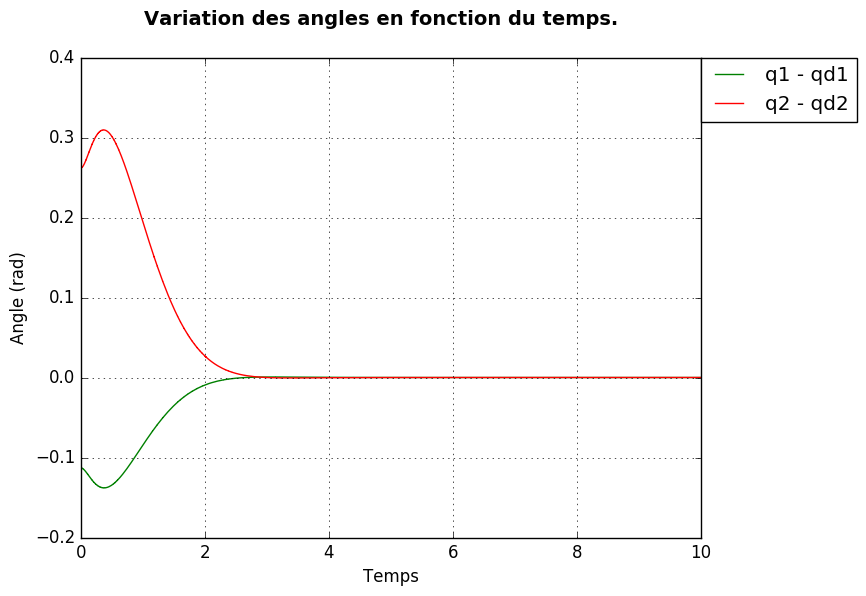 Variation des angles en fonction du temps.
q1 - qd1
q2 - qd2
0.4
0.3
0.2
0.1
0.0
−0.1
−0.2
Angle (rad)
0 2 4 6 8 10
Temps